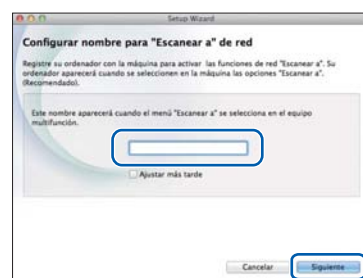 Setup Wizard
Configurar nombre para "Escanear a" de red
Registre su ordenador con la máquina para activar las funciones de red "Escanear a". Su
ordenador aparecerá cuando se seleccionen en la máquina las opciones "Escanear a".
(Recomendado).
Este nombre aparecerá cuando el menú "Escanear a" se selecciona en el equipo
multifunción.
Ajustar más tarde
Cancelar
Siguiente